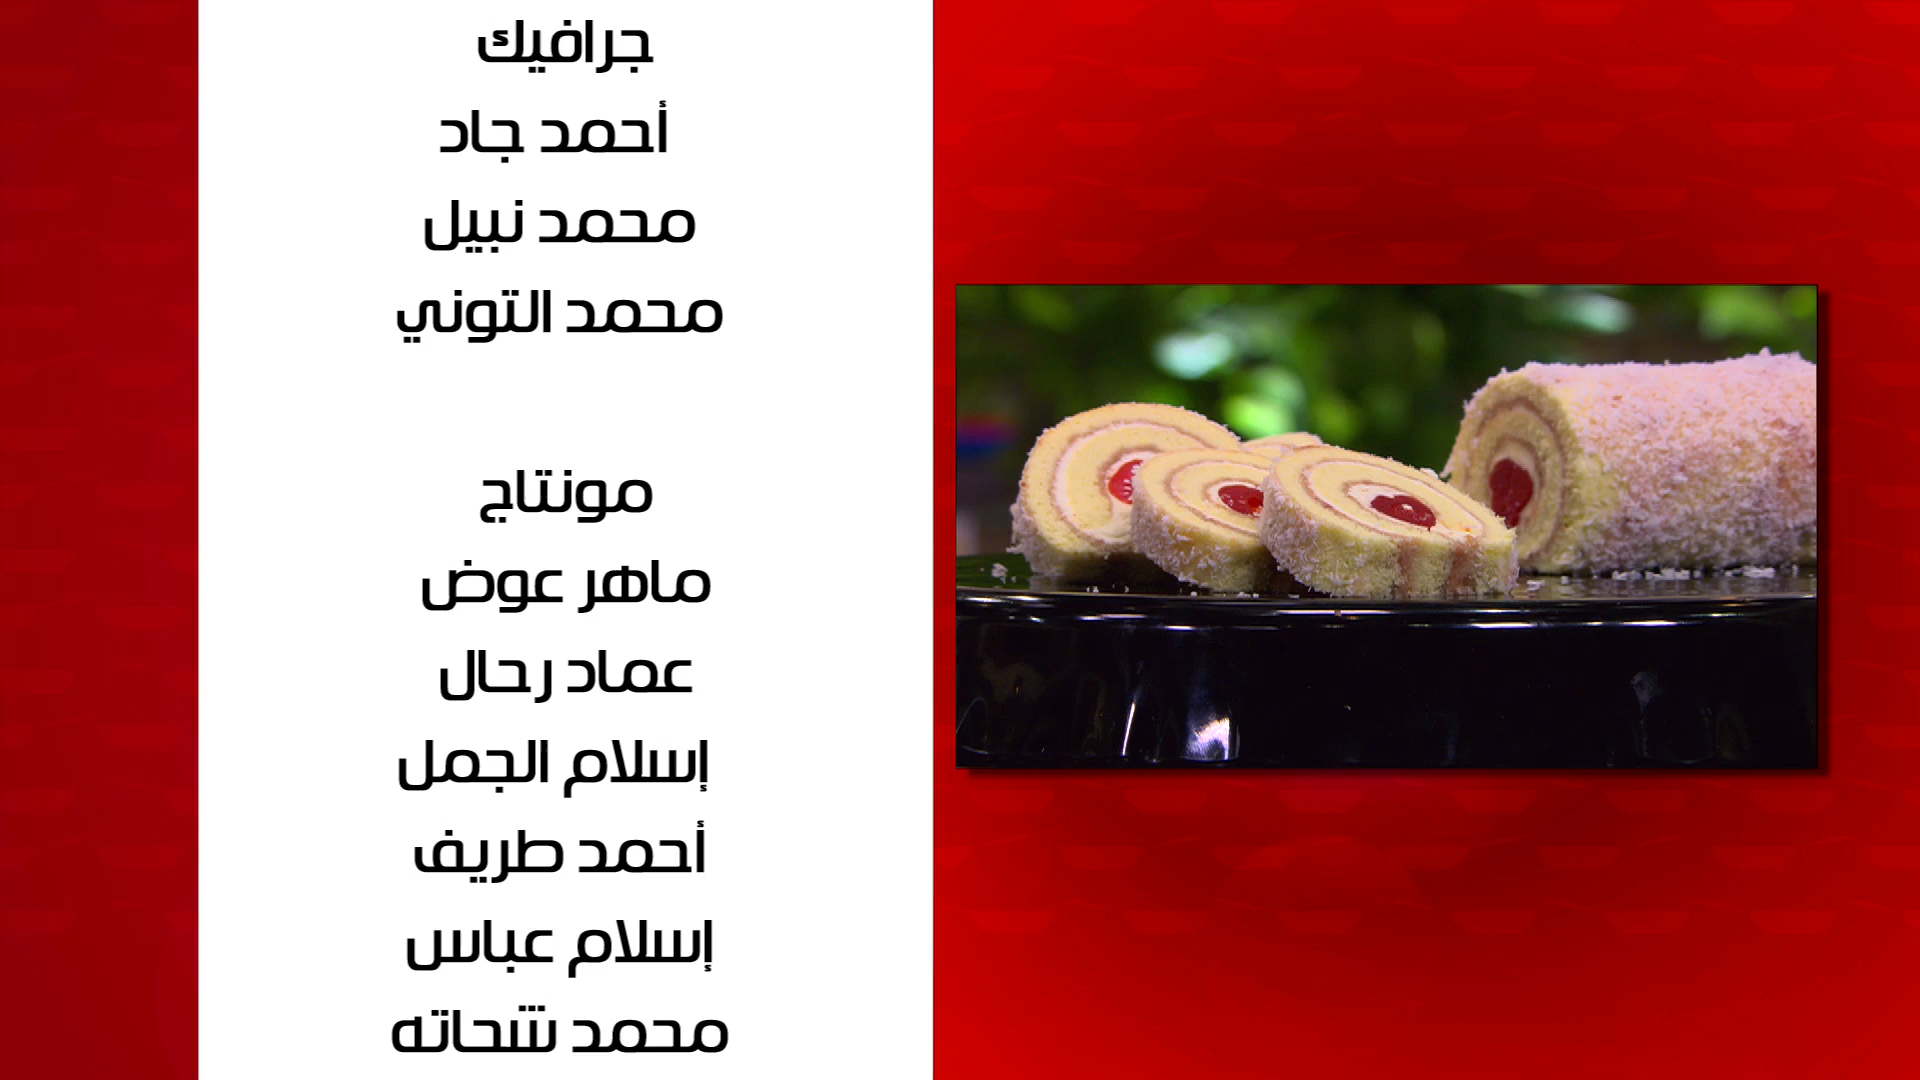 جرافيك
أحمد جاد
محمد نبيل
محمد التوني
مونتاج
ماهر عوض
عماد رحال
إسلام الجمل
أحمد طريف
إسلام عباس
محمد شحاته